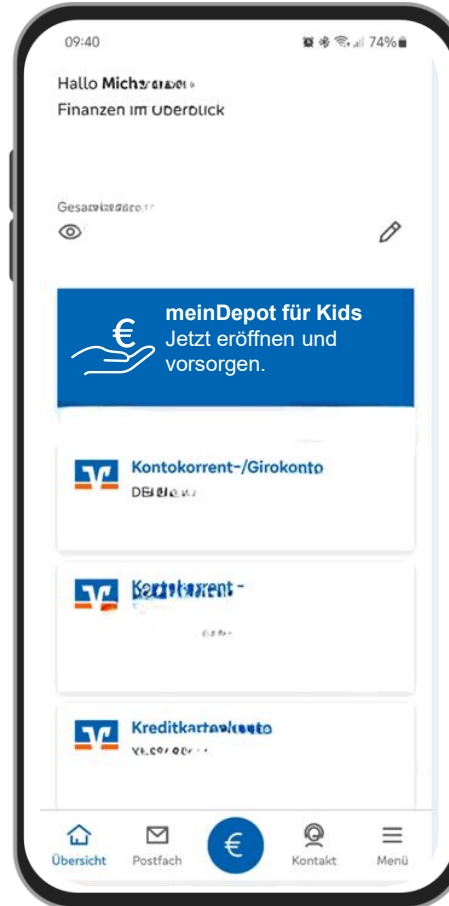 09:40
74%
Hallo
Finanzen im Überblick
€
meinDepot für Kids
Jetzt eröffnen und
vorsorgen.
Kontokorrent-/Girokonto
Kreditkartenkonto
€
Übersicht
Postfach
Kontakt
Menü